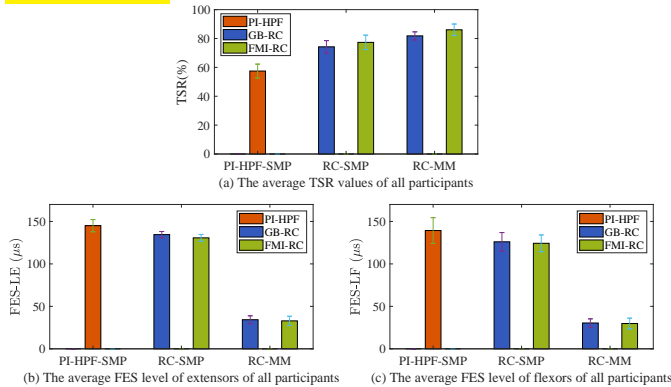 100
80
60
40
20
0
TSR(%)
PI-HPF
GB-RC
FMI-RC
PI-HPF-SMP RC-SMP RC-MM
(a) The average TSR values of all participants
150
100
50
0
FES-LE (μs)
PI-HPF
GB-RC
FMI-RC
PI-HPF-SMP RC-SMP RC-MM
(b) The average FES level of extensors of all participants
150
100
50
0
FES-LF (μs)
PI-HPF
GB-RC
FMI-RC
PI-HPF-SMP RC-SMP RC-MM
(c) The average FES level of flexors of all participants